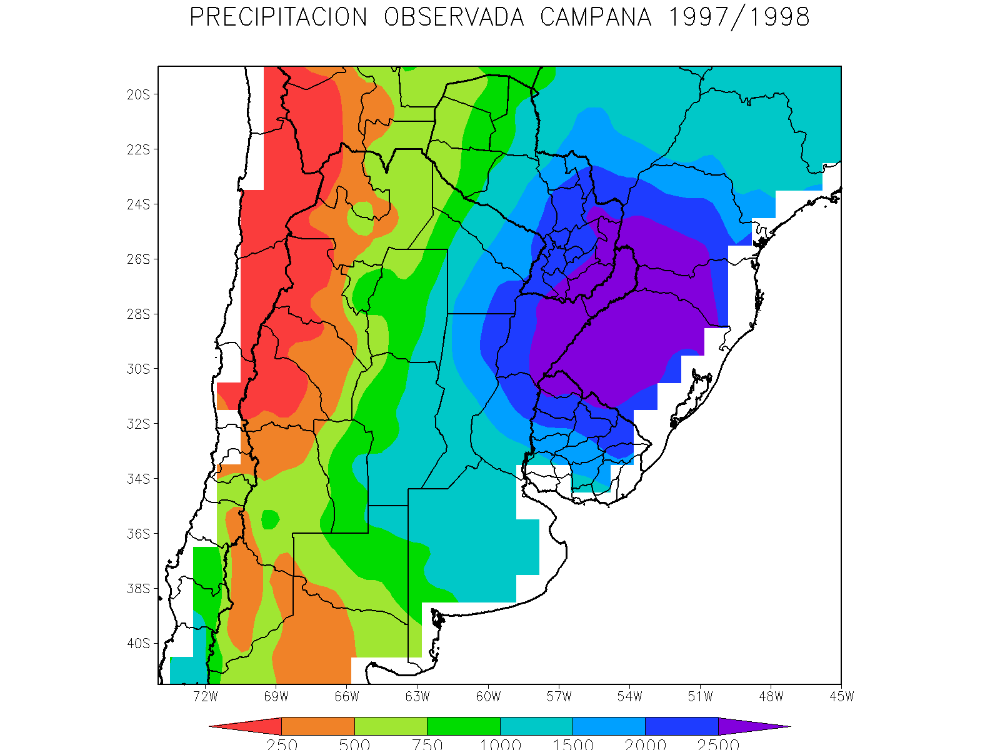 PRECIPITACION OBSERVADA CAMPANA 1997/1998
20S
22S
24S
26S
28S
30S
32S
34S
36S
38S
40S
72W 69W 66W 63W 60W 57W 54W 51W 48W 45W
250 500 750 1000 1500 2000 2500